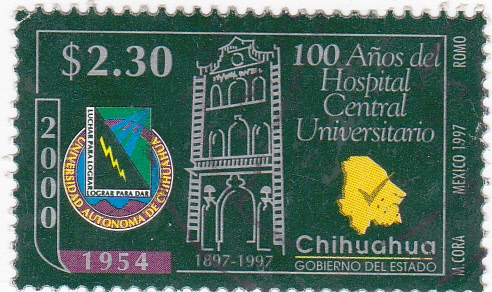 $2.30
100 Años del
Hospital
Central
Universitario
2000
LUCHAR PARA LOGRAR
LOGRAR PARA DAR
UNIVERSIDAD AUTONOMA DE CHIHUAHUA
1954
1897-1997
Chihuahua
GOBIERNO DEL ESTADO
M.CORA MEXICO 1997 ROMO